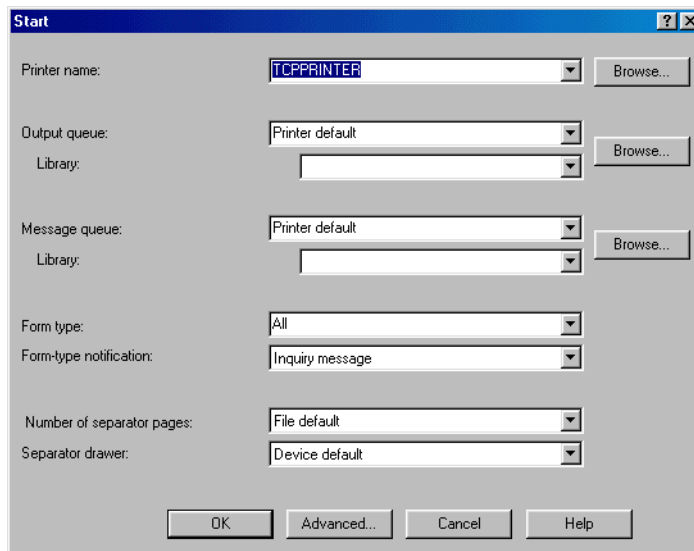 Start
Printer name: TCPPRINTER Browse...
Output queue: Printer default Browse...
Library:
Message queue: Printer default Browse...
Library:
Form type: All
Form-type notification: Inquiry message
Number of separator pages: File default
Separator drawer: Device default
OK Advanced... Cancel Help